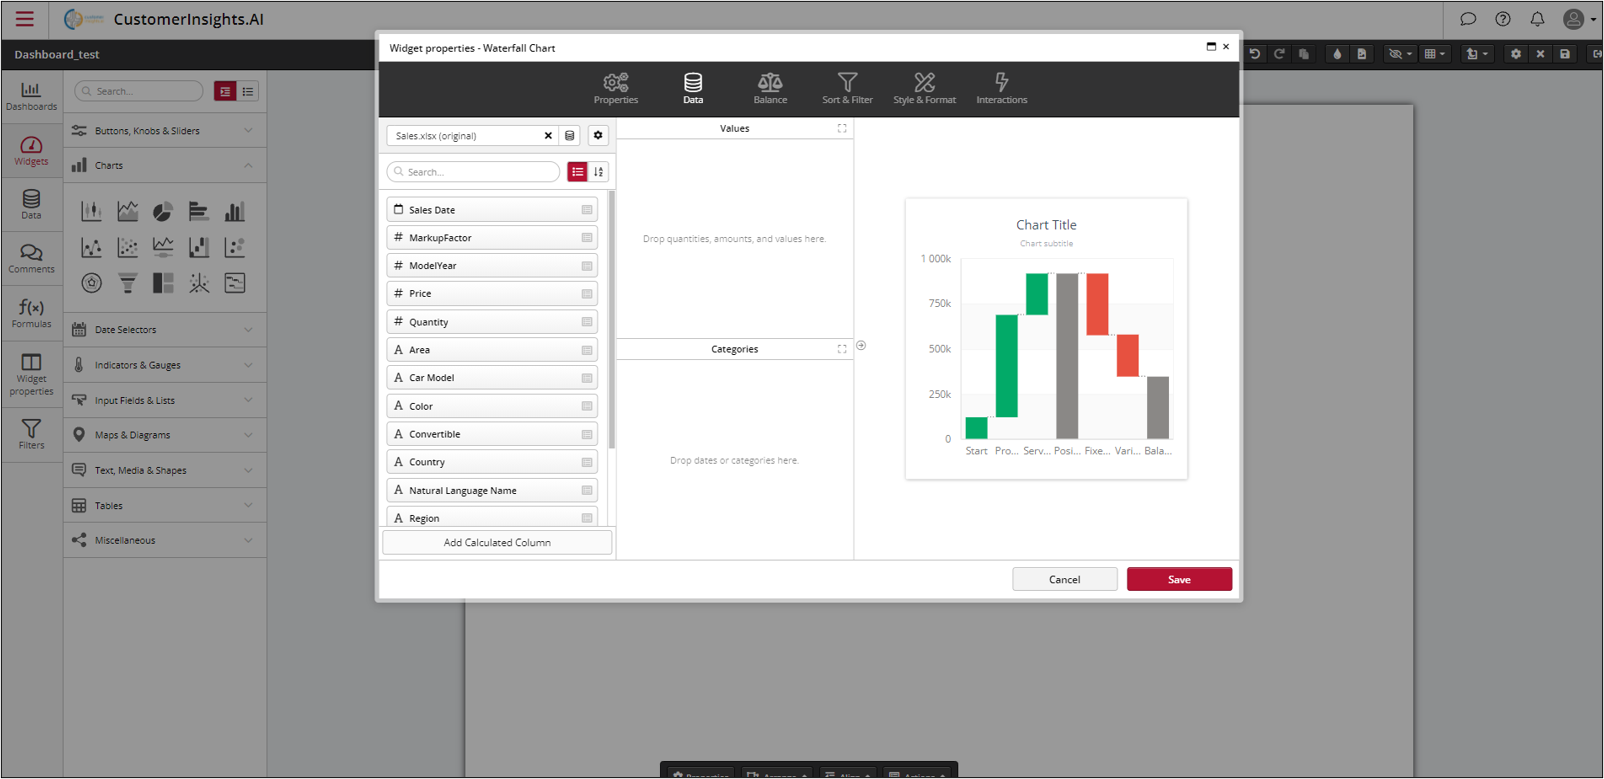 CustomerInsights.AI
Dashboard_test
Dashboards
Widgets
Data
Comments
f(x)
Formulas
Widget
properties
Filters
Search...
Buttons, Knobs & Sliders
Charts
Date Selectors
Indicators & Gauges
Input Fields & Lists
Maps & Diagrams
Text, Media & Shapes
Tables
Miscellaneous
Widget properties - Waterfall Chart
Properties
Data
Balance
Sort & Filter
Style & Format
Interactions
Sales.xlsx (original)
Search...
Sales Date
# MarkupFactor
# ModelYear
# Price
# Quantity
A Area
A Car Model
A Color
A Convertible
A Country
A Natural Language Name
A Region
Add Calculated Column
Values
Drop quantities, amounts, and values here.
Categories
Drop dates or categories here.
Chart Title
Chart subtitle
1 000k
750k
500k
250k
0
Start Pro... Serv... Posi... Fixe... Vari... Bala...
Cancel
Save
Properties
Arrange
Align
Actions